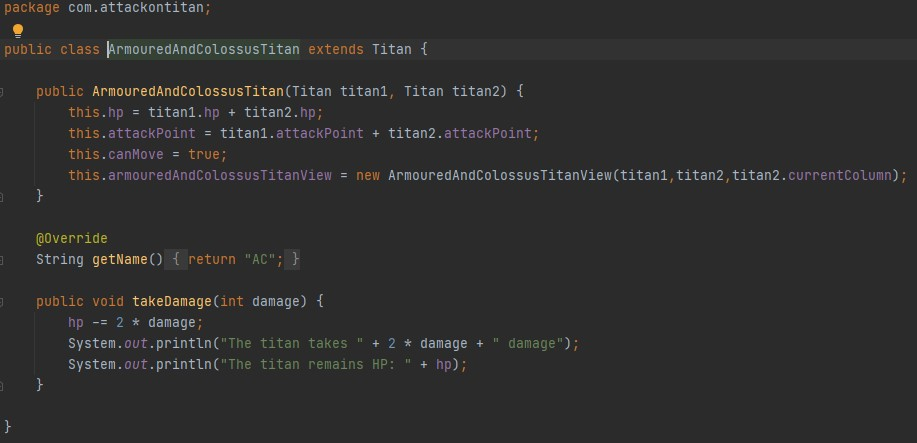 package com.attackontitan;
public class ArmouredAndColossusTitan extends Titan {
public ArmouredAndColossusTitan(Titan titan1, Titan titan2) {
this.hp = titan1.hp + titan2.hp;
this.attackPoint = titan1.attackPoint + titan2.attackPoint;
this.canMove = true;
this.armouredAndColossusTitanView = new ArmouredAndColossusTitanView(titan1,titan2,titan2.currentColumn);
}
@Override
String getName() { return "AC"; }
public void takeDamage(int damage) {
hp -= 2 * damage;
System.out.println("The titan takes " + 2 * damage + " damage");
System.out.println("The titan remains HP: " + hp);
}
}